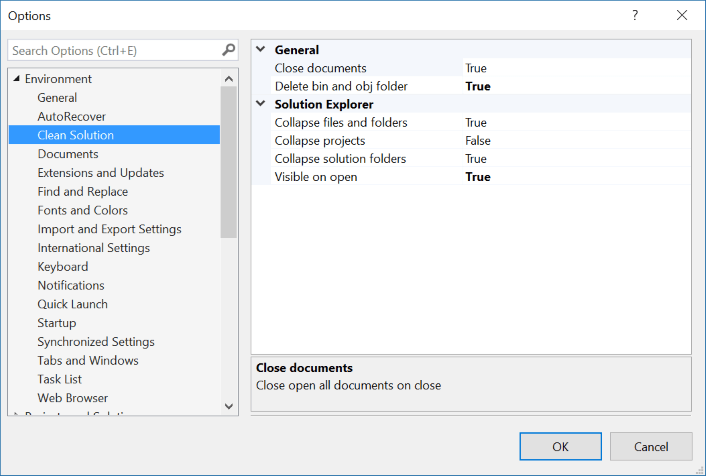 Options
?
Search Options (Ctrl+E)
Environment
General
AutoRecover
Clean Solution
Documents
Extensions and Updates
Find and Replace
Fonts and Colors
Import and Export Settings
International Settings
Keyboard
Notifications
Quick Launch
Startup
Synchronized Settings
Tabs and Windows
Task List
Web Browser
General
Close documents True
Delete bin and obj folder True
Solution Explorer
Collapse files and folders True
Collapse projects False
Collapse solution folders True
Visible on open True
Close documents
Close open all documents on close
OK
Cancel